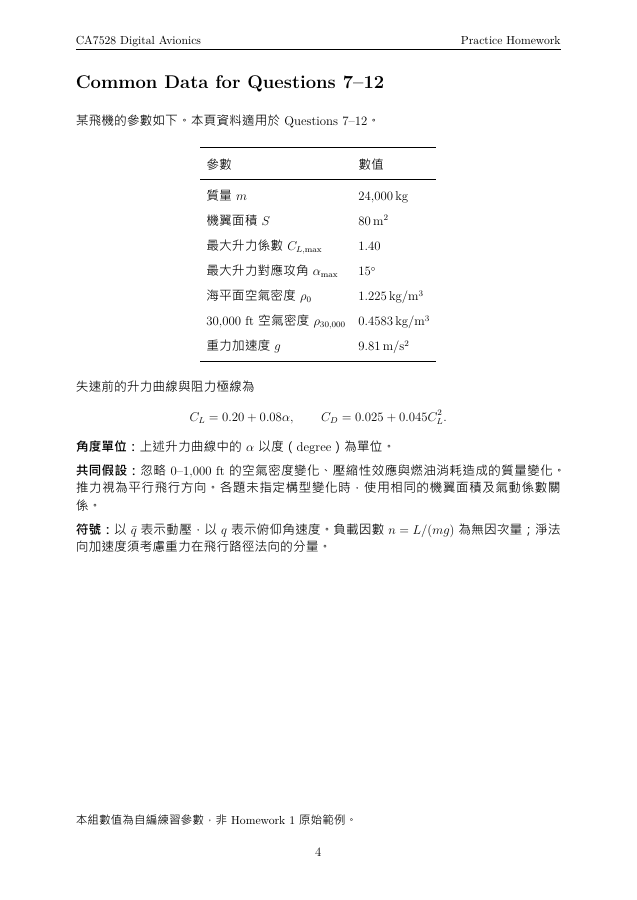 CA7528 Digital Avionics Practice Homework
Common Data for Questions 7–12
某飛機的參數如下。本頁資料適用於 Questions 7–12。
參數 數值
質量 m 24,000 kg
機翼面積 S 80 m²
最大升力係數 C_{L,max} 1.40
最大升力對應攻角 α_{max} 15°
海平面空氣密度 ρ₀ 1.225 kg/m³
30,000 ft 空氣密度 ρ_{30,000} 0.4583 kg/m³
重力加速度 g 9.81 m/s²
失速前的升力曲線與阻力極線為
C_L = 0.20 + 0.08α, C_D = 0.025 + 0.045C_L².
角度單位：上述升力曲線中的 α 以度（degree）為單位。
共同假設：忽略 0–1,000 ft 的空氣密度變化、壓縮性效應與燃油消耗造成的質量變化。
推力視為平行飛行方向。各題未指定構型變化時，使用相同的機翼面積及氣動係數關
係。
符號：以 q̄ 表示動壓，以 q 表示俯仰角速度。負載因數 n = L/(mg) 為無因次量；淨法
向加速度須考慮重力在飛行路徑法向的分量。
本組數值為自編練習參數，非 Homework 1 原始範例。
4